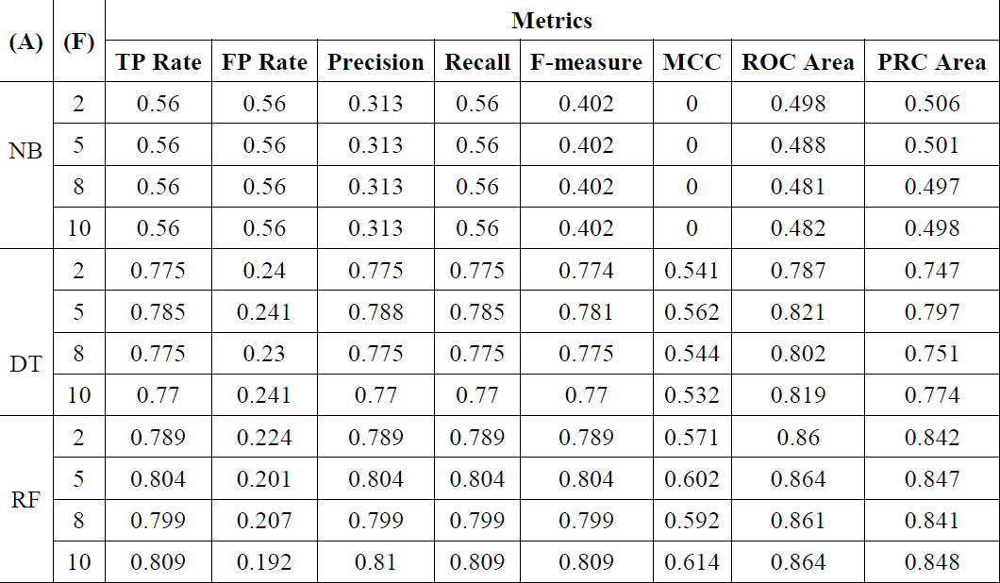 (A) (F) Metrics
TP Rate FP Rate Precision Recall F-measure MCC ROC Area PRC Area
NB 2 0.56 0.56 0.313 0.56 0.402 0 0.498 0.506
5 0.56 0.56 0.313 0.56 0.402 0 0.488 0.501
8 0.56 0.56 0.313 0.56 0.402 0 0.481 0.497
10 0.56 0.56 0.313 0.56 0.402 0 0.482 0.498
DT 2 0.775 0.24 0.775 0.775 0.774 0.541 0.787 0.747
5 0.785 0.241 0.788 0.785 0.781 0.562 0.821 0.797
8 0.775 0.23 0.775 0.775 0.775 0.544 0.802 0.751
10 0.77 0.241 0.77 0.77 0.77 0.532 0.819 0.774
RF 2 0.789 0.224 0.789 0.789 0.789 0.571 0.86 0.842
5 0.804 0.201 0.804 0.804 0.804 0.602 0.864 0.847
8 0.799 0.207 0.799 0.799 0.799 0.592 0.861 0.841
10 0.809 0.192 0.81 0.809 0.809 0.614 0.864 0.848